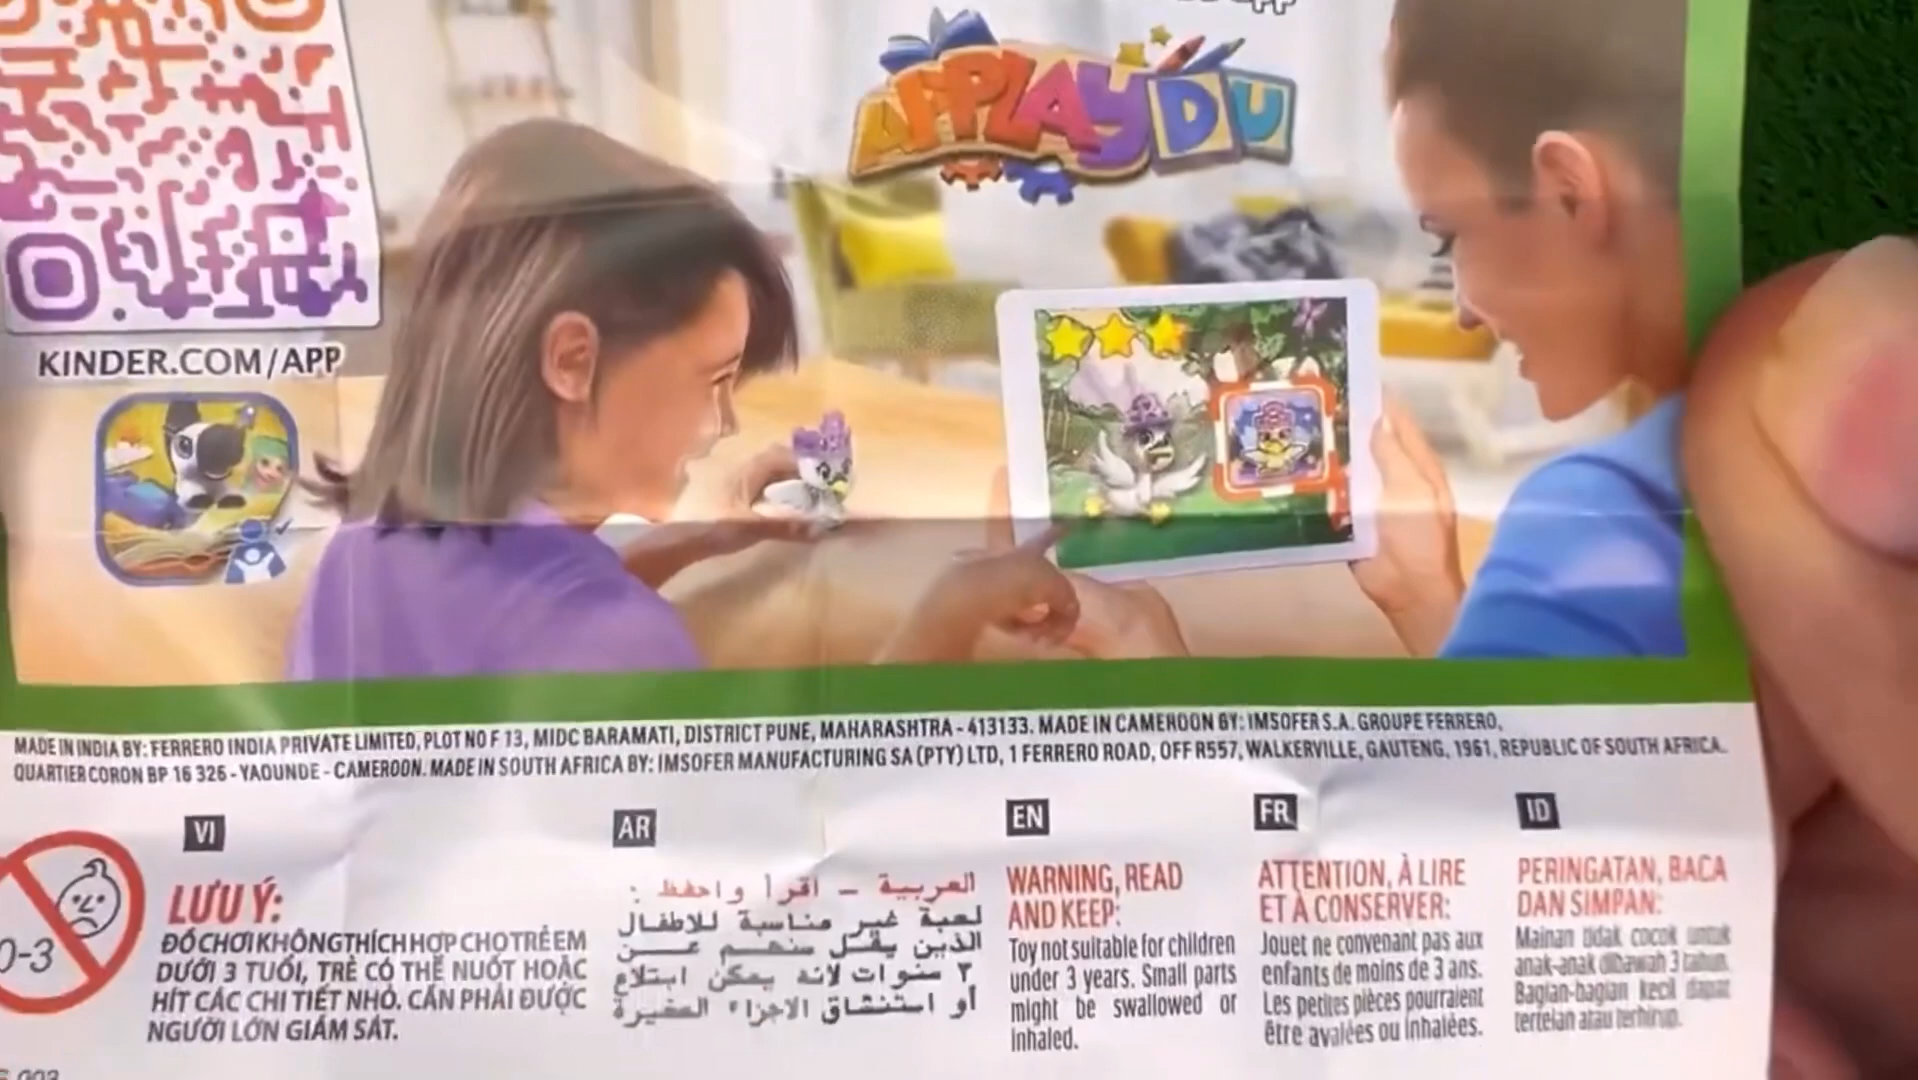 APPLAYDU
KINDER.COM/APP
MADE IN INDIA BY: FERRERO INDIA PRIVATE LIMITED, PLOT NO F 13, MIDC BARAMATI, DISTRICT PUNE, MAHARASHTRA - 413133. MADE IN CAMEROON BY: IMSOFER S.A. GROUPE FERRERO,
QUARTIER CORON BP 16 326 - YAOUNDE - CAMEROON. MADE IN SOUTH AFRICA BY: IMSOFER MANUFACTURING SA (PTY) LTD, 1 FERRERO ROAD, OFF R557, WALKERVILLE, GAUTENG, 1961, REPUBLIC OF SOUTH AFRICA.
0-3
VI
LƯU Ý:
ĐỒ CHƠI KHÔNG THÍCH HỢP CHO TRẺ EM
DƯỚI 3 TUỔI, TRẺ CÓ THỂ NUỐT HOẶC
HÍT CÁC CHI TIẾT NHỎ. CẦN PHẢI ĐƯỢC
NGƯỜI LỚN GIÁM SÁT.
AR
العربية – اقرأ واحفظ :
لعبة غير مناسبة للاطفال
الذين يقل سنهم عن
٣ سنوات لانه يمكن ابتلاع
أو استنشاق الاجزاء الصغيرة
EN
WARNING, READ
AND KEEP:
Toy not suitable for children
under 3 years. Small parts
might be swallowed or
inhaled.
FR
ATTENTION, À LIRE
ET À CONSERVER:
Jouet ne convenant pas aux
enfants de moins de 3 ans.
Les petites pièces pourraient
être avalées ou inhalées.
ID
PERINGATAN, BACA
DAN SIMPAN:
Mainan tidak cocok untuk
anak-anak dibawah 3 tahun.
Bagian-bagian kecil dapat
tertelan atau terhirup.